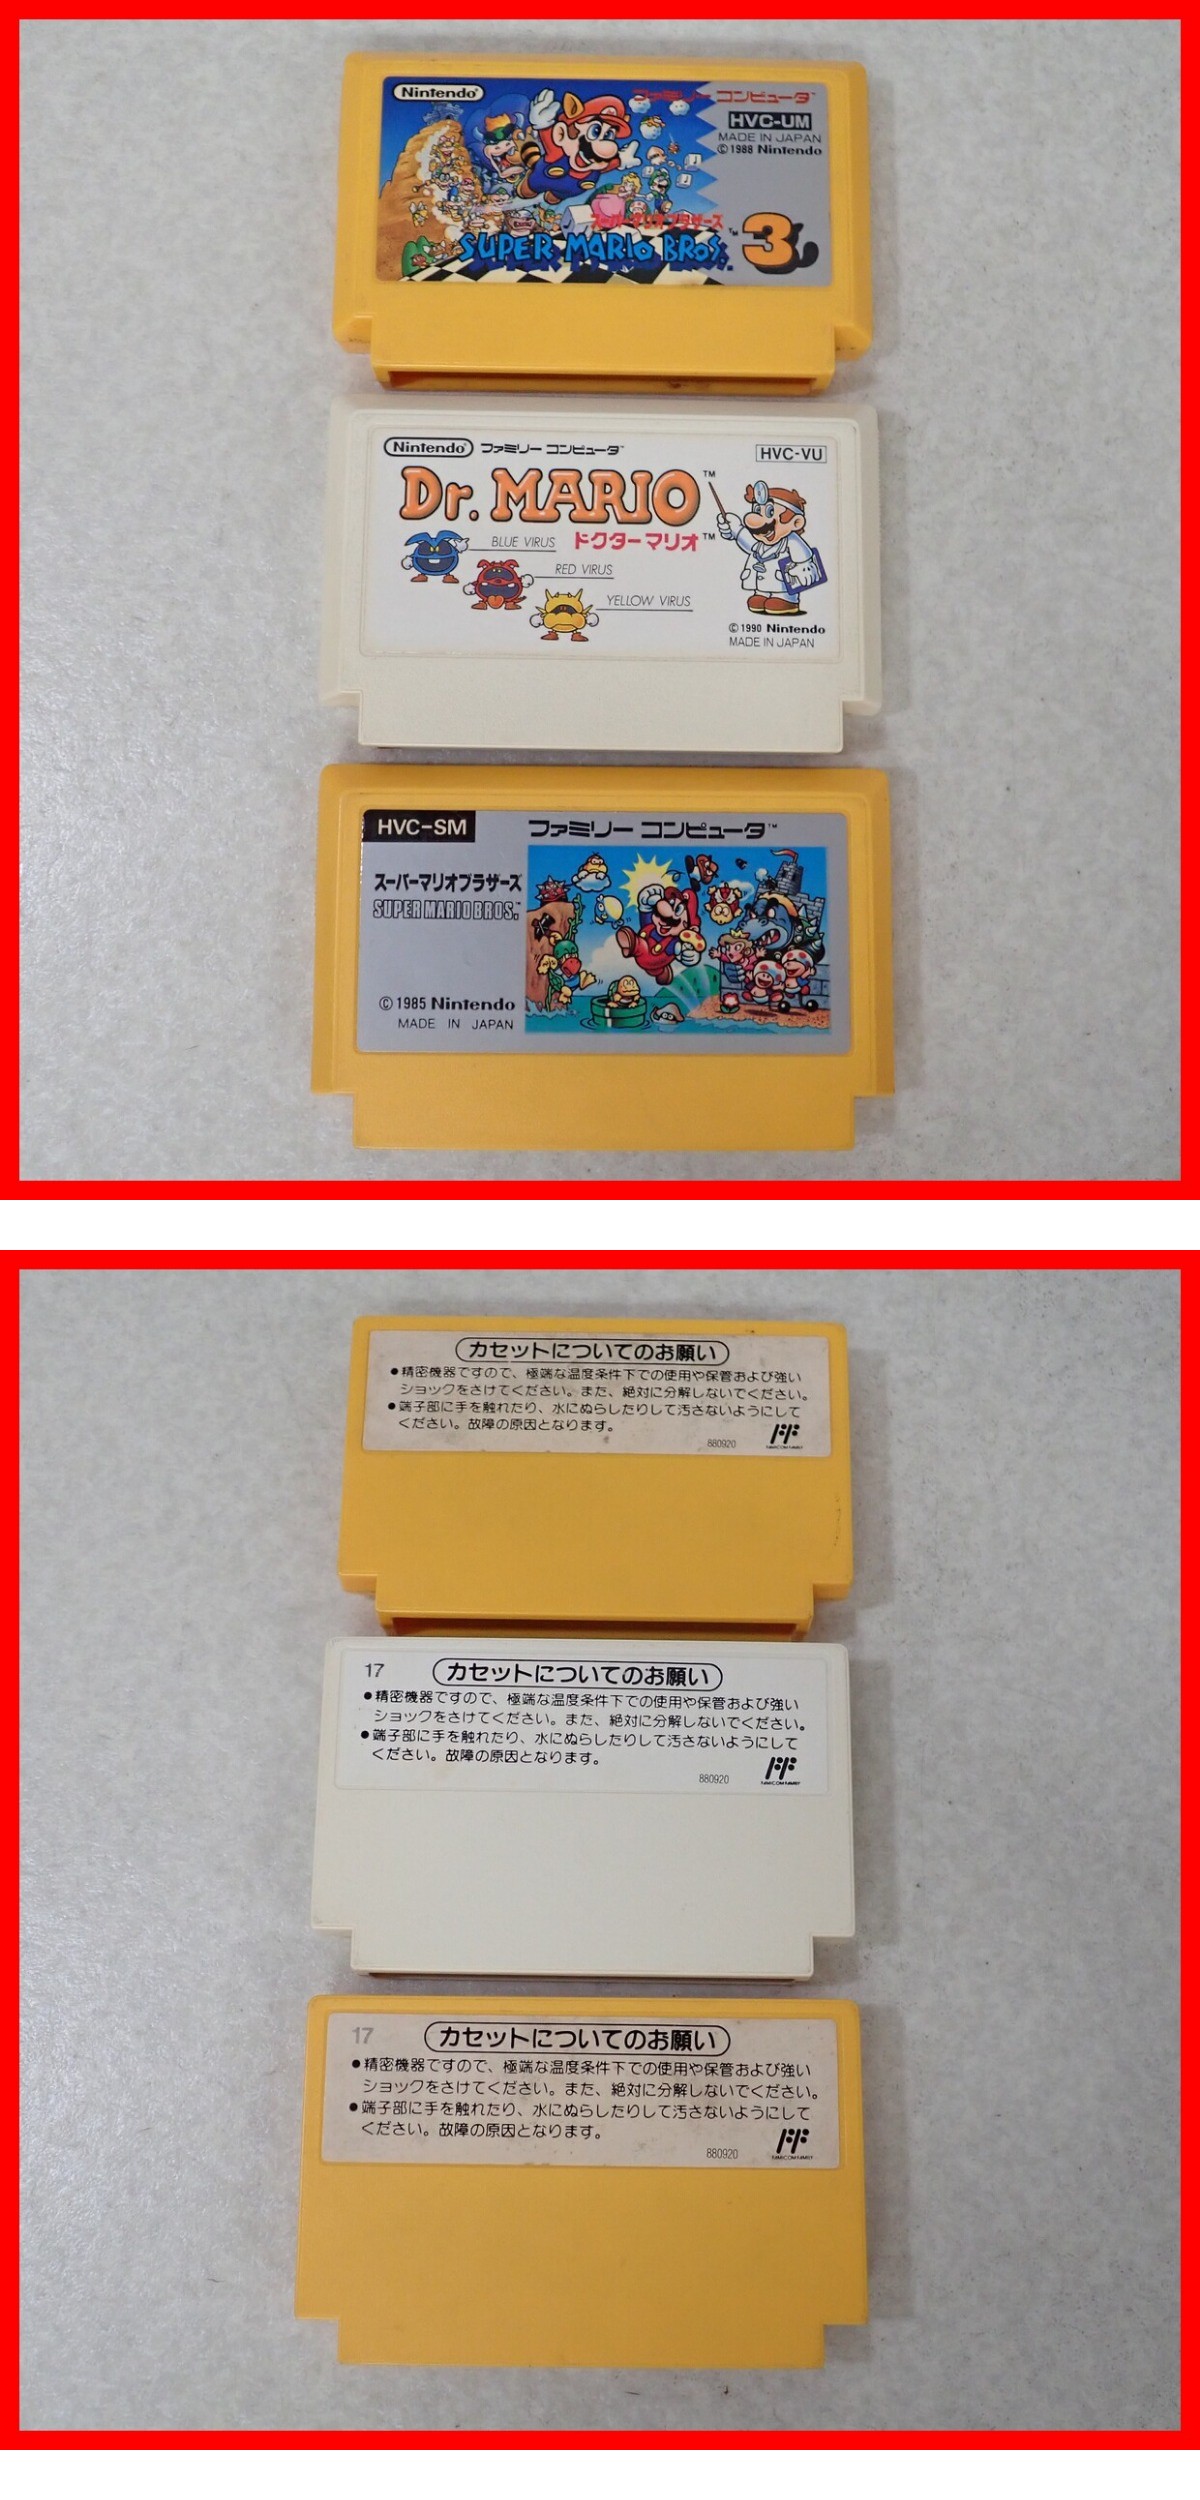 Nintendo
ファミリー コンピュータ™
HVC-UM
MADE IN JAPAN
©1988 Nintendo
スーパーマリオブラザーズ
SUPER MARIO BROS.™ 3
Nintendo® ファミリー コンピュータ™
HVC-VU
Dr. MARIO™
BLUE VIRUS
ドクターマリオ™
RED VIRUS
YELLOW VIRUS
©1990 Nintendo
MADE IN JAPAN
HVC-SM
ファミリー コンピュータ™
スーパーマリオブラザーズ
SUPER MARIO BROS.™
©1985 Nintendo
MADE IN JAPAN
カセットについてのお願い
●精密機器ですので、極端な温度条件下での使用や保管および強い
ショックをさけてください。また、絶対に分解しないでください。
●端子部に手を触れたり、水にぬらしたりして汚さないようにして
ください。故障の原因となります。
880920
FF
FAMICOM FAMILY
17
カセットについてのお願い
●精密機器ですので、極端な温度条件下での使用や保管および強い
ショックをさけてください。また、絶対に分解しないでください。
●端子部に手を触れたり、水にぬらしたりして汚さないようにして
ください。故障の原因となります。
880920
FF
FAMICOM FAMILY
17
カセットについてのお願い
●精密機器ですので、極端な温度条件下での使用や保管および強い
ショックをさけてください。また、絶対に分解しないでください。
●端子部に手を触れたり、水にぬらしたりして汚さないようにして
ください。故障の原因となります。
880920
FF
FAMICOM FAMILY